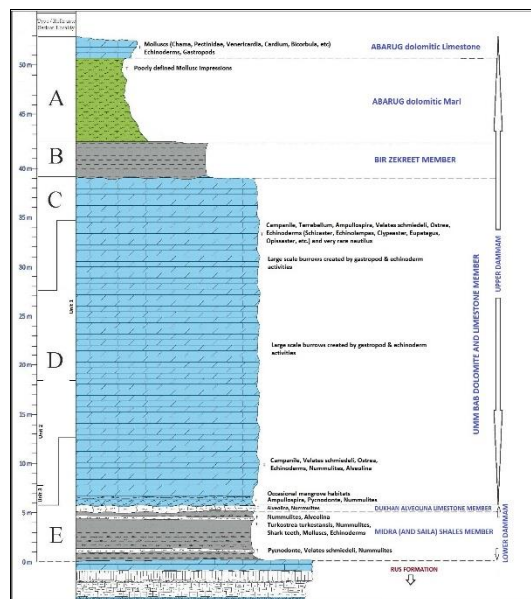 Molluscs (Chama, Pectinidae, Venericardia, Cardium, Bicorbule, etc)
Echinoderms, Gastropods
ABARUG dolomitic Limestone
50 m
Poorly defined Mollusc Impressions
A
ABARUG dolomitic Marl
45 m
B
BIR ZEKREET MEMBER
40 m
C
35 m
Campanile, Terrabellum, Ampullospira, Velates schmiedeli, Ostrea,
Echinoderms (Schizaster, Echinolampas, Clypeaster, Eupatagus,
Opissaster, etc.) and very rare nautilus
UPPER DAMMAM
30 m
Large scale burrows created by gastropod & echinoderm
activities
Unit 1
25 m
UMM BAB DOLOMITE AND LIMESTONE MEMBER
Large scale burrows created by gastropod & echinoderm
activities
D
20 m
15 m
Unit 2
10 m
Campanile, Velates schmiedeli, Ostrea,
Echinoderms, Nummulites, Alveolina
Unit 3
Occasional mangrove habitats
Ampullospira, Pycnodonte, Nummulites
Alveolina, Nummulites
DUKHAN ALVEOLINA LIMESTONE MEMBER
5 m
Nummulites, Alveolina
Turkostrea turkostansis, Nummulites,
Shark teeth, Molluscs, Echinoderms
MIDRA (AND SAILA) SHALES MEMBER
E
LOWER DAMMAM
Pycnodonte, Velates schmiedeli, Nummulites
0 m
RUS FORMATION